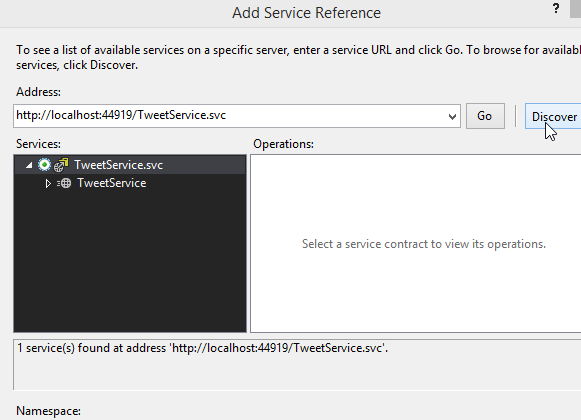 Add Service Reference
?
To see a list of available services on a specific server, enter a service URL and click Go. To browse for availab
services, click Discover.
Address:
http://localhost:44919/TweetService.svc
Go
Discover
Services:
Operations:
TweetService.svc
TweetService
Select a service contract to view its operations.
1 service(s) found at address 'http://localhost:44919/TweetService.svc'.
Namespace: